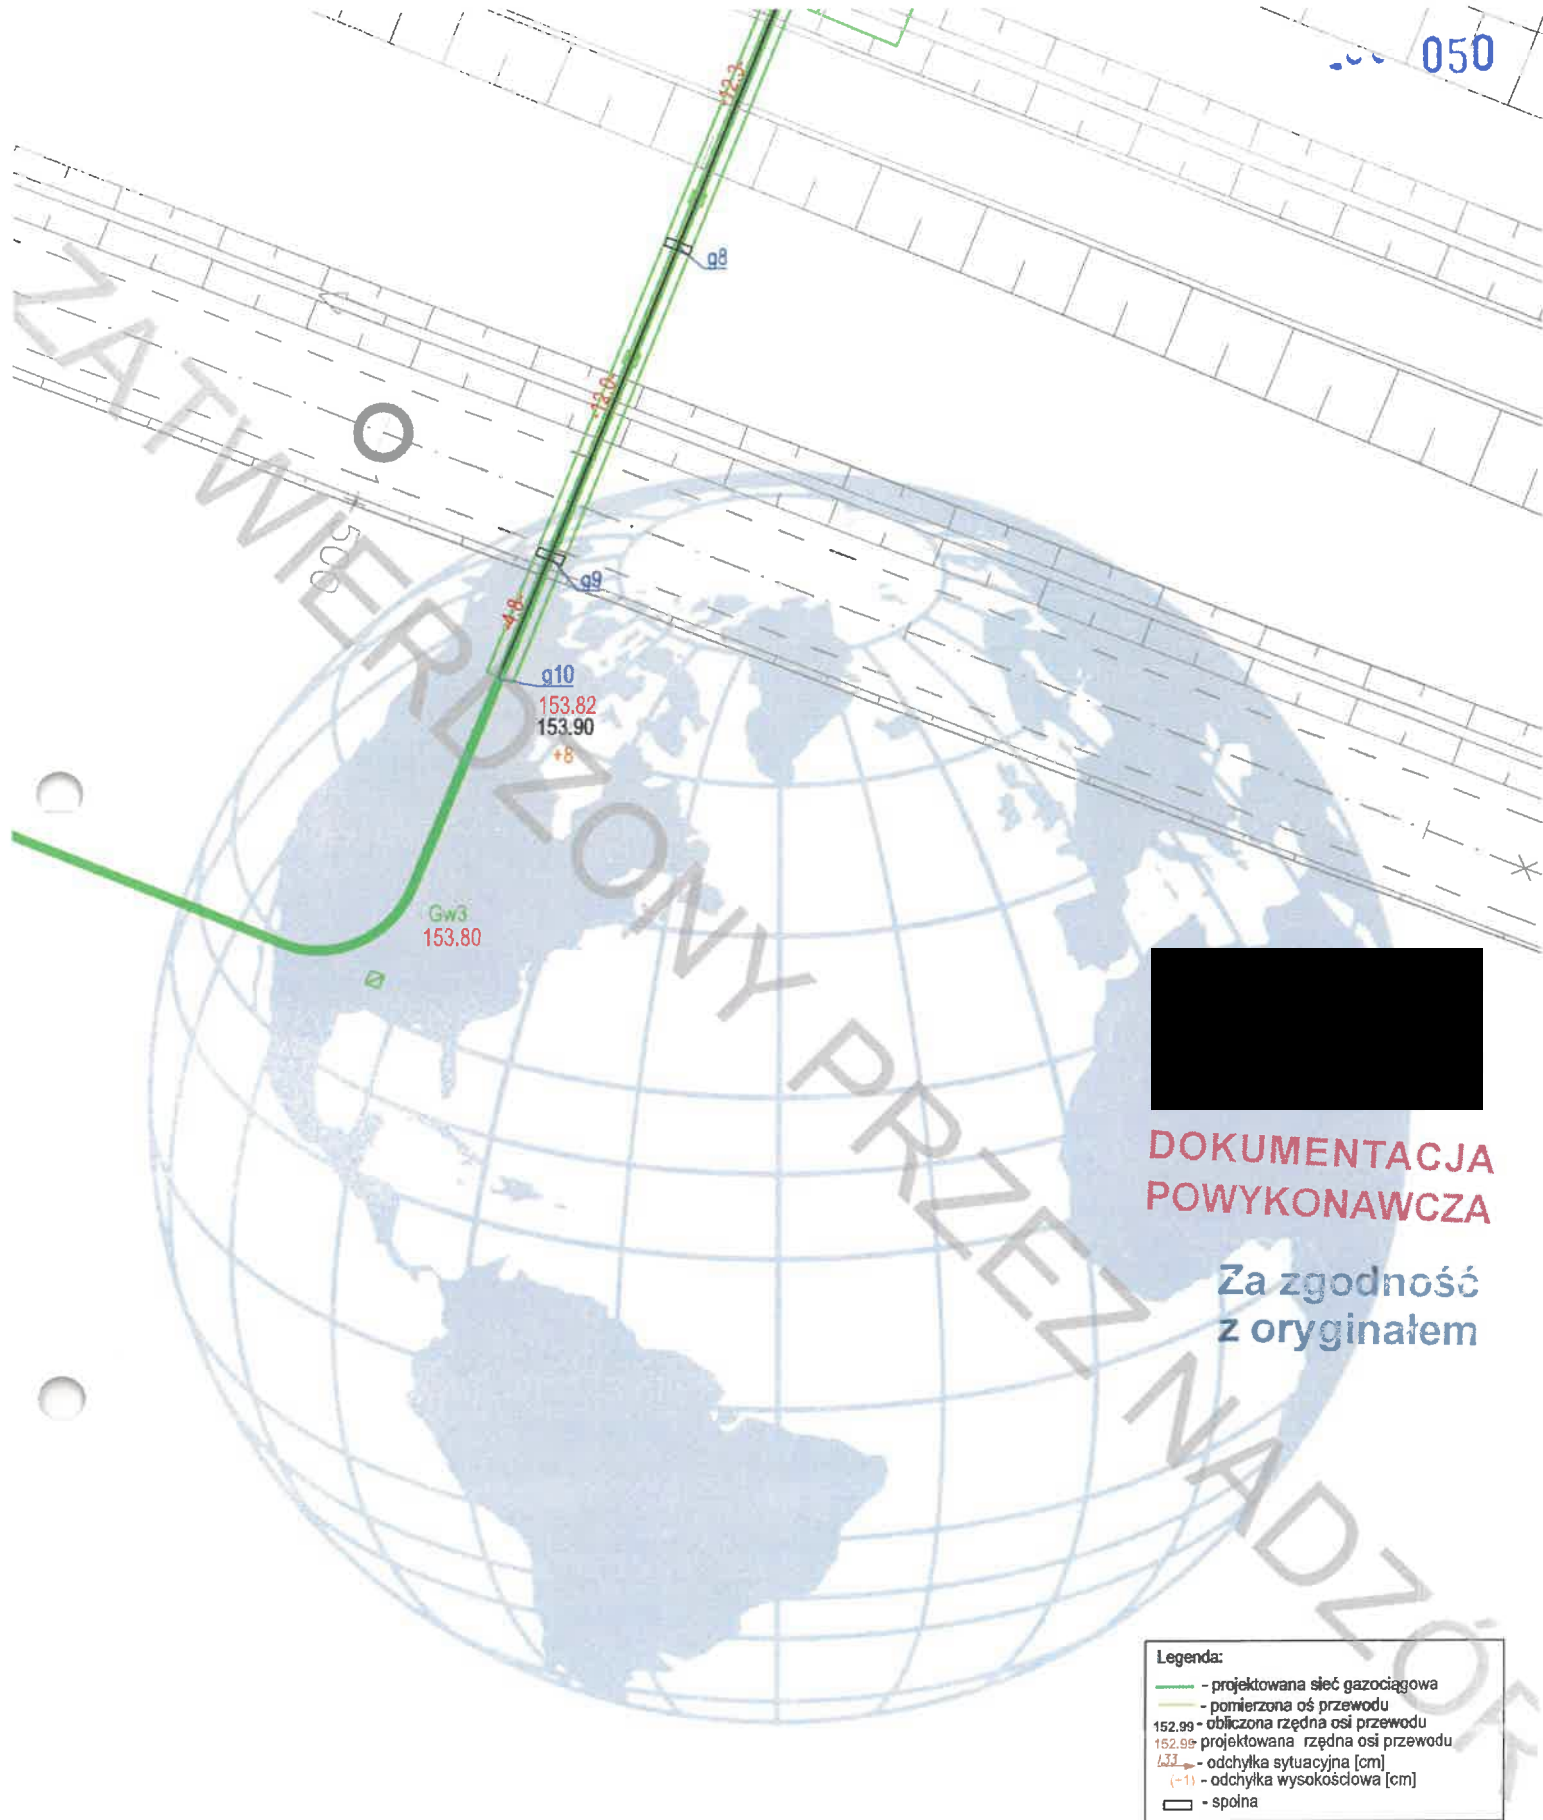 050
-12.3-
g8
-12.0-
g9
-4.8-
g10
153.82
153.90
+8
Gw3
153.80
ZATWIERDZONY PRZEZ NADZÓR
DOKUMENTACJA
POWYKONAWCZA
Za zgodność
z oryginałem
Legenda:
- projektowana sieć gazociągowa
- pomierzona oś przewodu
152.99 - obliczona rzędna osi przewodu
152.99 - projektowana rzędna osi przewodu
133 - odchyłka sytuacyjna [cm]
(-1) - odchyłka wysokościowa [cm]
- spoina